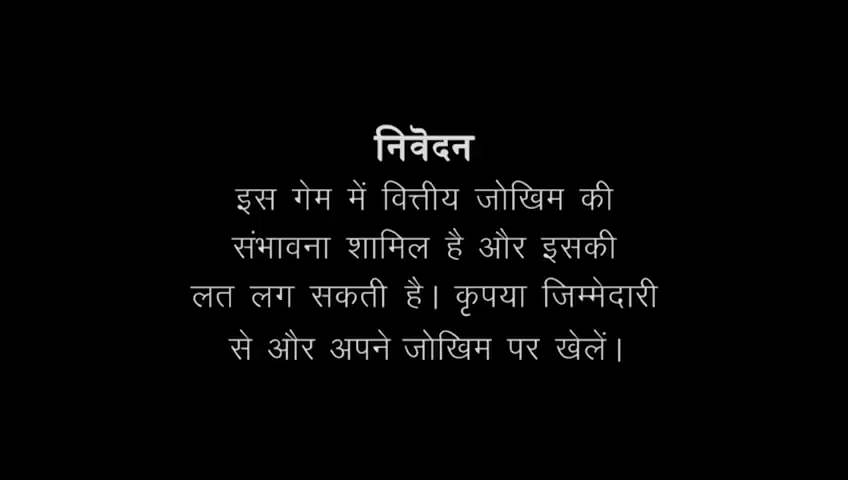 निवेदन
इस गेम में वित्तीय जोखिम की
संभावना शामिल है और इसकी
लत लग सकती है। कृपया जिम्मेदारी
से और अपने जोखिम पर खेलें।